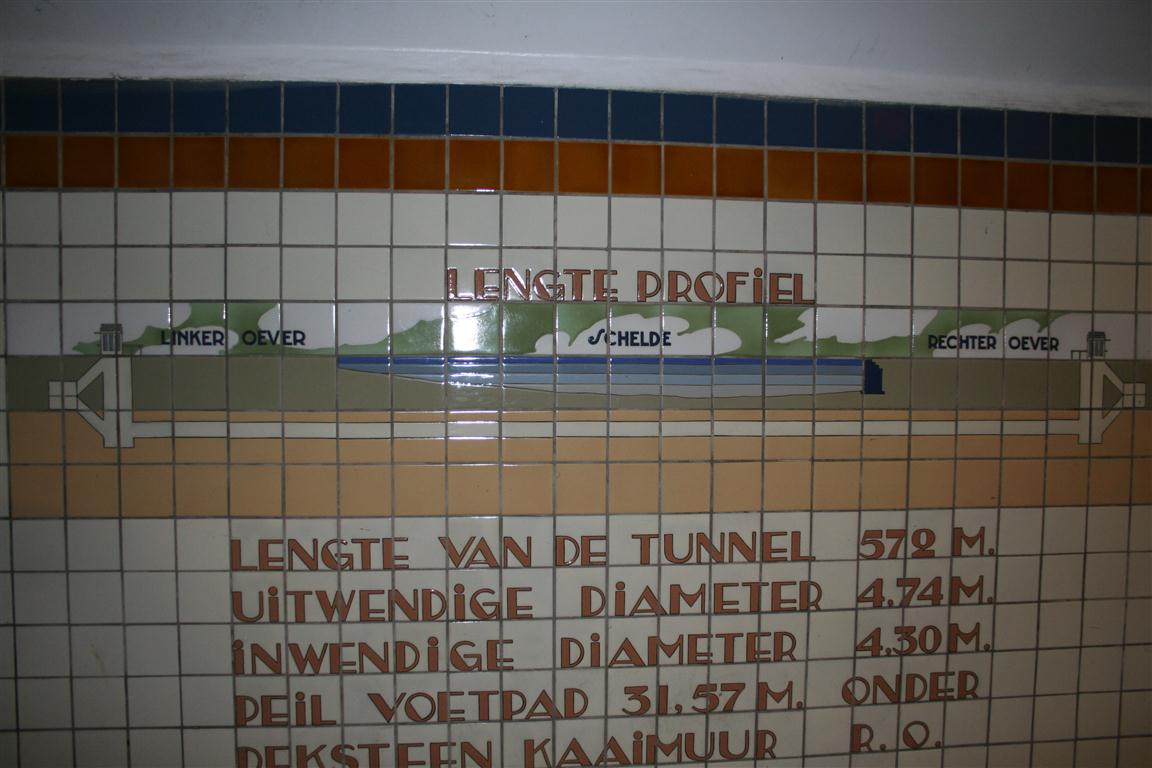 LENGTE PROFiEL
LINKER OEVER SCHELDE RECHTER OEVER
LENGTE VAN DE TUNNEL 572 M.
UiTWENDiGE DiAMETER 4.74 M.
iNWENDiGE DiAMETER 4.30 M.
PEiL VOETPAD 31,57 M. ONDER
DEKSTEEN KAAiMUUR R. O.